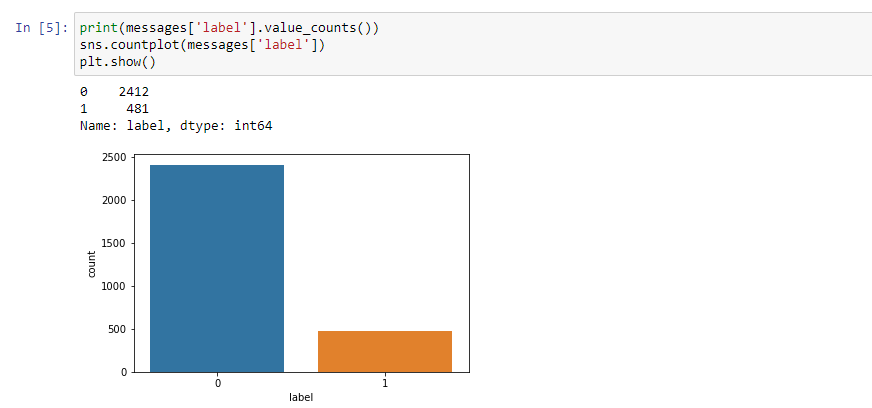 In [5]: print(messages['label'].value_counts())
sns.countplot(messages['label'])
plt.show()
0    2412
1     481
Name: label, dtype: int64
2500
2000
1500
1000
500
0
count
0 1
label